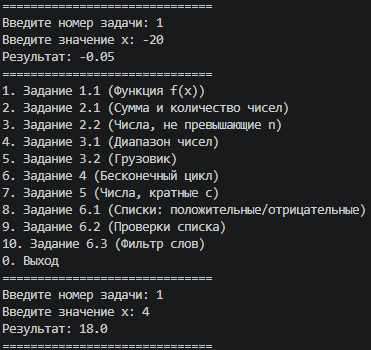 ==============================
Введите номер задачи: 1
Введите значение x: -20
Результат: -0.05
==============================
1. Задание 1.1 (Функция f(x))
2. Задание 2.1 (Сумма и количество чисел)
3. Задание 2.2 (Числа, не превышающие n)
4. Задание 3.1 (Диапазон чисел)
5. Задание 3.2 (Грузовик)
6. Задание 4 (Бесконечный цикл)
7. Задание 5 (Числа, кратные c)
8. Задание 6.1 (Списки: положительные/отрицательные)
9. Задание 6.2 (Проверки списка)
10. Задание 6.3 (Фильтр слов)
0. Выход
==============================
Введите номер задачи: 1
Введите значение x: 4
Результат: 18.0
==============================